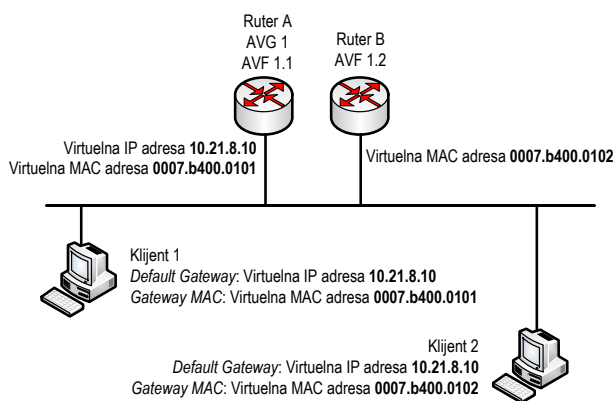 Ruter A
AVG 1
AVF 1.1
Ruter B
AVF 1.2
Virtuelna IP adresa 10.21.8.10
Virtuelna MAC adresa 0007.b400.0101
Virtuelna MAC adresa 0007.b400.0102
Klijent 1
Default Gateway: Virtuelna IP adresa 10.21.8.10
Gateway MAC: Virtuelna MAC adresa 0007.b400.0101
Klijent 2
Default Gateway: Virtuelna IP adresa 10.21.8.10
Gateway MAC: Virtuelna MAC adresa 0007.b400.0102